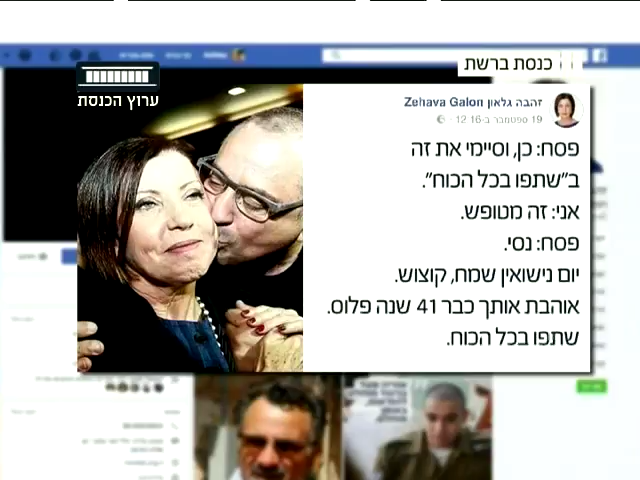 כנסת ברשת
ערוץ הכנסת
זהבה גלאון Zehava Galon
19 ספטמבר ב-12:16
פסח: כן, וסיימי את זה
ב"שתפו בכל הכוח".
אני: זה מטופש.
פסח: נסי.
יום נישואין שמח, קוצוש.
אוהבת אותך כבר 41 שנה פלוס.
שתפו בכל הכוח.